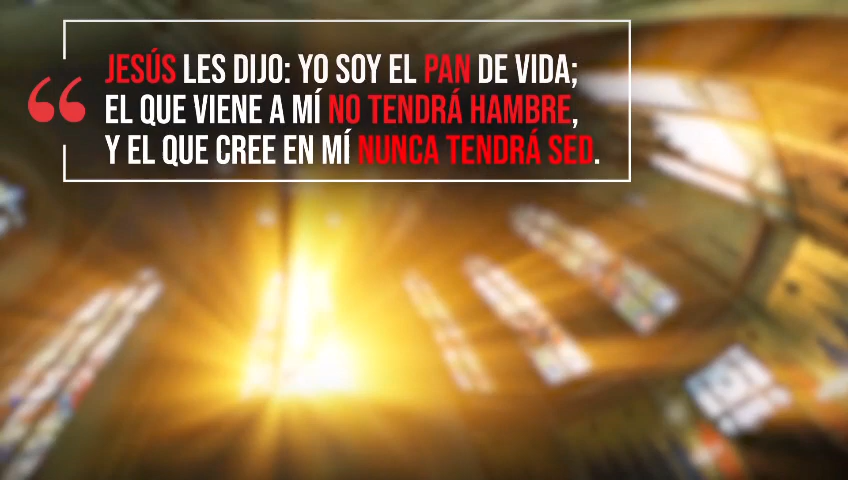 JESÚS LES DIJO: YO SOY EL PAN DE VIDA;
EL QUE VIENE A MÍ NO TENDRÁ HAMBRE,
Y EL QUE CREE EN MÍ NUNCA TENDRÁ SED.